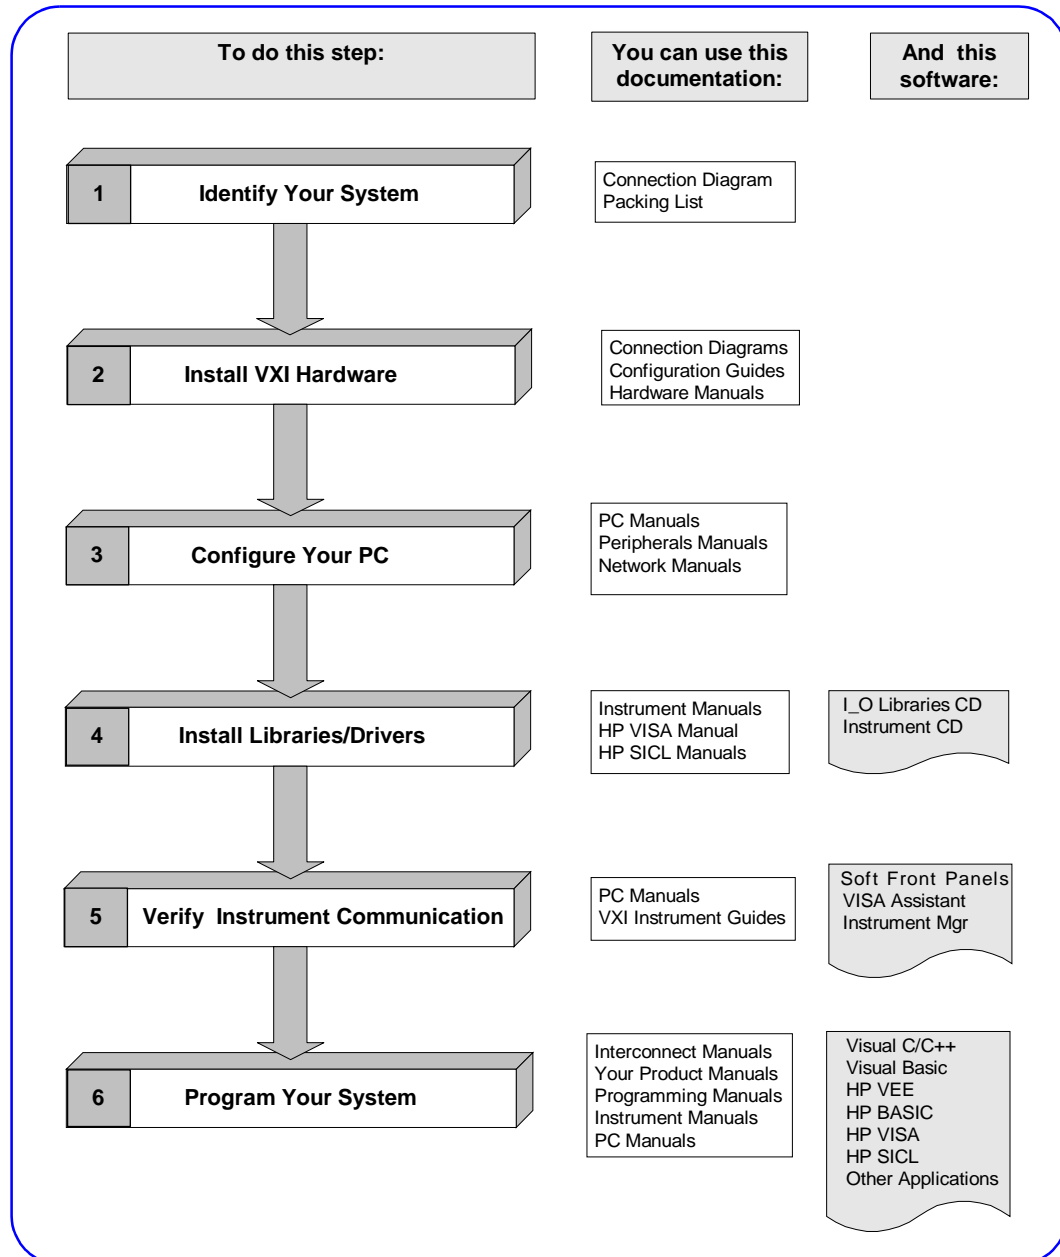 To do this step:
You can use this
documentation:
And this
software:
1
Identify Your System
Connection Diagram
Packing List
2
Install VXI Hardware
Connection Diagrams
Configuration Guides
Hardware Manuals
3
Configure Your PC
PC Manuals
Peripherals Manuals
Network Manuals
4
Install Libraries/Drivers
Instrument Manuals
HP VISA Manual
HP SICL Manuals
I_O Libraries CD
Instrument CD
5
Verify Instrument Communication
PC Manuals
VXI Instrument Guides
Soft Front Panels
VISA Assistant
Instrument Mgr
6
Program Your System
Interconnect Manuals
Your Product Manuals
Programming Manuals
Instrument Manuals
PC Manuals
Visual C/C++
Visual Basic
HP VEE
HP BASIC
HP VISA
HP SICL
Other Applications